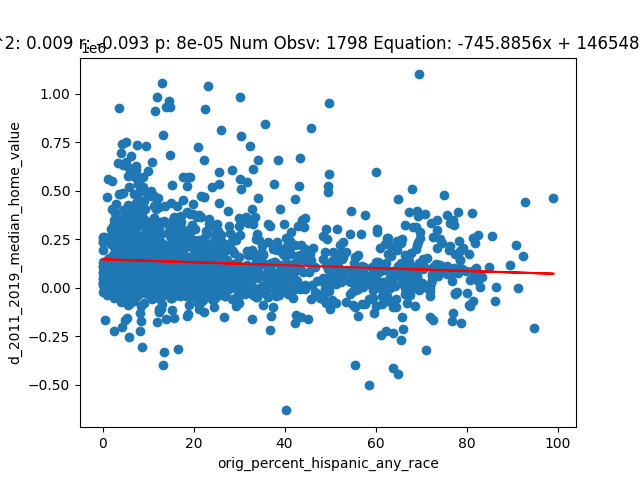 ^2: 0.009 r: -0.093 p: 8e-05 Num Obsv: 1798 Equation: -745.8856x + 146548
1e6
1.00
0.75
0.50
0.25
0.00
−0.25
−0.50
d_2011_2019_median_home_value
0 20 40 60 80 100
orig_percent_hispanic_any_race